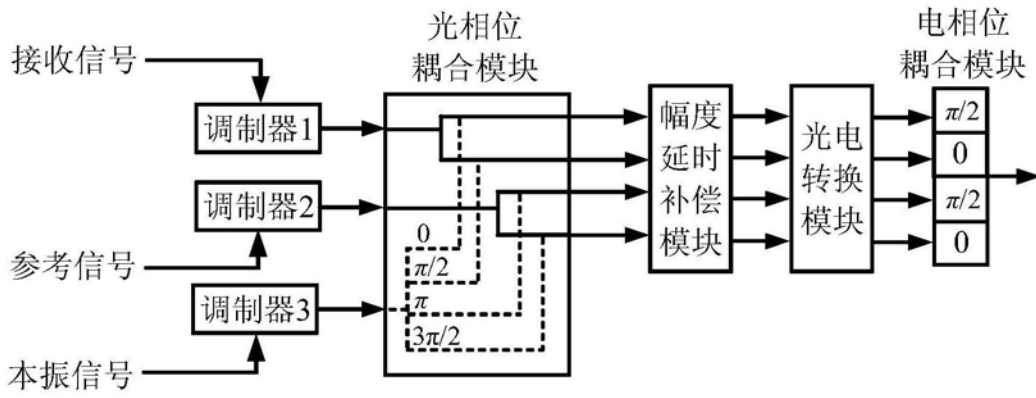 接收信号
调制器1
调制器2
参考信号
调制器3
本振信号
光相位
耦合模块
0
π/2
π
3π/2
幅度
延时
补偿
模块
光电
转换
模块
电相位
耦合模块
π/2
0
π/2
0